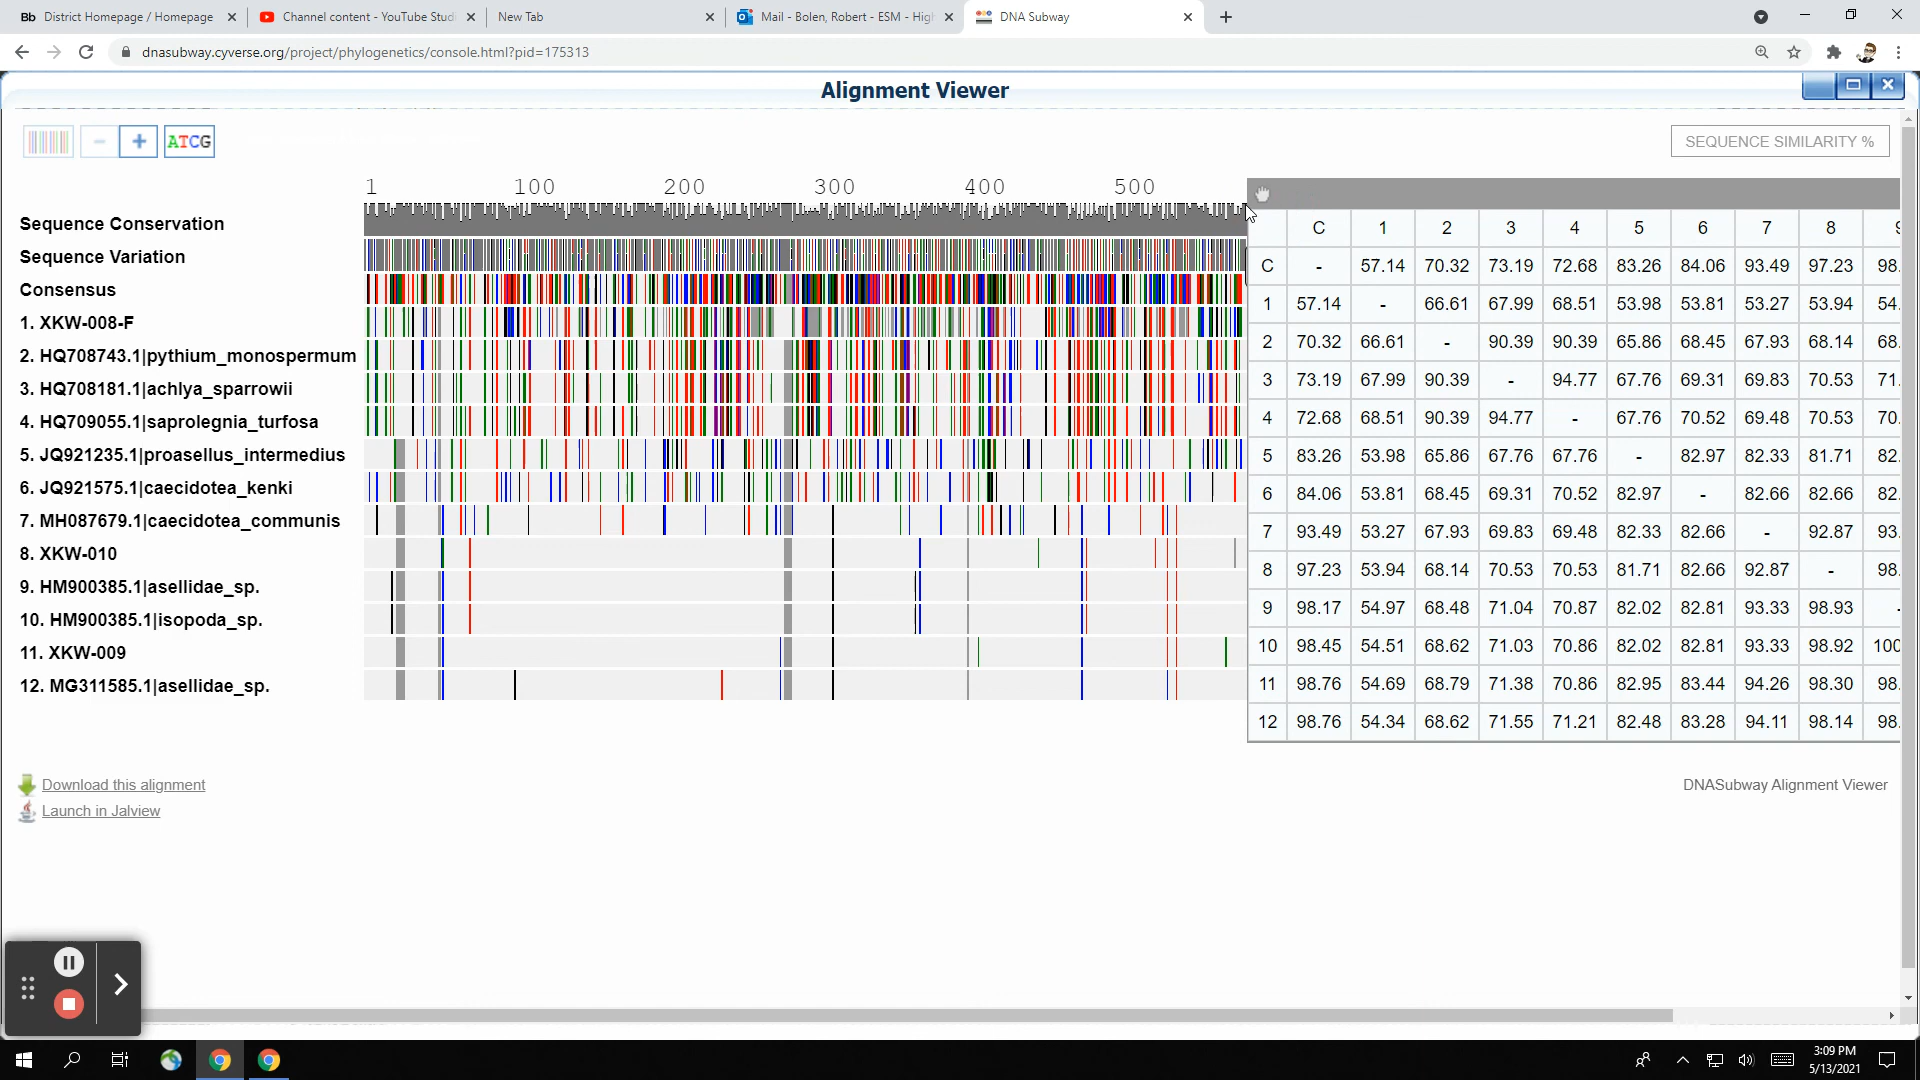 Bb District Homepage / Homepage
Channel content - YouTube Studi
New Tab
Mail - Bolen, Robert - ESM - High
DNA Subway
dnasubway.cyverse.org/project/phylogenetics/console.html?pid=175313
Alignment Viewer
- + ATCG
SEQUENCE SIMILARITY %
1 100 200 300 400 500
Sequence Conservation
Sequence Variation
Consensus
1. XKW-008-F
2. HQ708743.1|pythium_monospermum
3. HQ708181.1|achlya_sparrowii
4. HQ709055.1|saprolegnia_turfosa
5. JQ921235.1|proasellus_intermedius
6. JQ921575.1|caecidotea_kenki
7. MH087679.1|caecidotea_communis
8. XKW-010
9. HM900385.1|asellidae_sp.
10. HM900385.1|isopoda_sp.
11. XKW-009
12. MG311585.1|asellidae_sp.
C 1 2 3 4 5 6 7 8
C - 57.14 70.32 73.19 72.68 83.26 84.06 93.49 97.23 98.
1 57.14 - 66.61 67.99 68.51 53.98 53.81 53.27 53.94 54.
2 70.32 66.61 - 90.39 90.39 65.86 68.45 67.93 68.14 68.
3 73.19 67.99 90.39 - 94.77 67.76 69.31 69.83 70.53 71.
4 72.68 68.51 90.39 94.77 - 67.76 70.52 69.48 70.53 70.
5 83.26 53.98 65.86 67.76 67.76 - 82.97 82.33 81.71 82.
6 84.06 53.81 68.45 69.31 70.52 82.97 - 82.66 82.66 82.
7 93.49 53.27 67.93 69.83 69.48 82.33 82.66 - 92.87 93.
8 97.23 53.94 68.14 70.53 70.53 81.71 82.66 92.87 - 98.
9 98.17 54.97 68.48 71.04 70.87 82.02 82.81 93.33 98.93 -
10 98.45 54.51 68.62 71.03 70.86 82.02 82.81 93.33 98.92 100
11 98.76 54.69 68.79 71.38 70.86 82.95 83.44 94.26 98.30 98.
12 98.76 54.34 68.62 71.55 71.21 82.48 83.28 94.11 98.14 98.
Download this alignment
Launch in Jalview
DNASubway Alignment Viewer
3:09 PM
5/13/2021